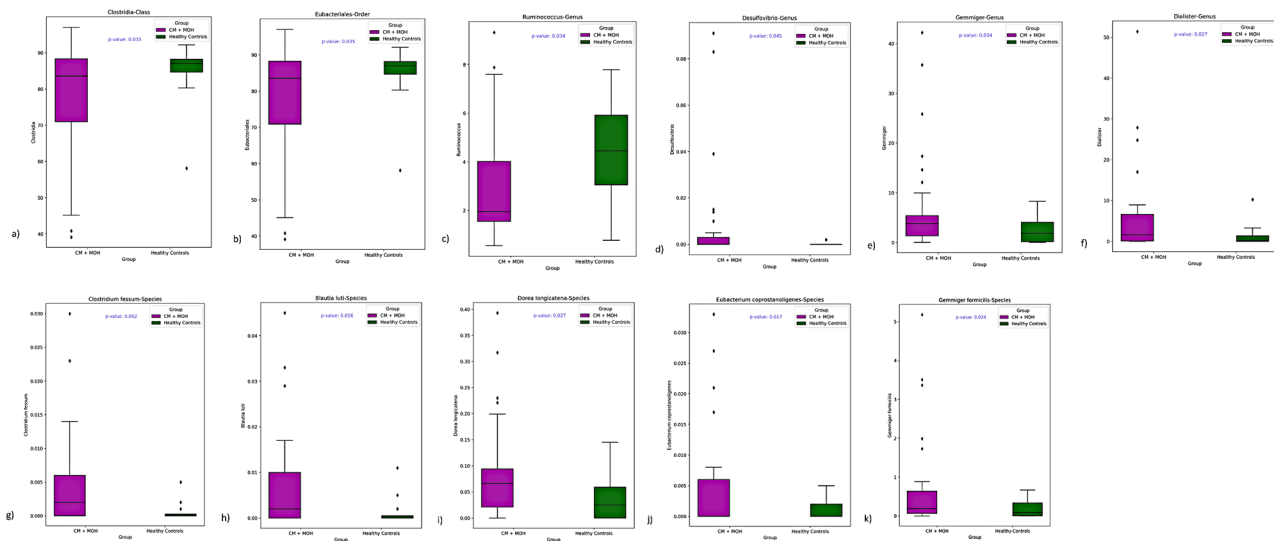 Clostridia-Class
Group
CM + MOH
Healthy Controls
p-value: 0.035
90
80
70
60
50
40
Clostridia
a)
CM + MOH
Healthy Controls
Group
Eubacteriales-Order
Group
CM + MOH
Healthy Controls
p-value: 0.035
90
80
70
60
50
40
Eubacteriales
b)
CM + MOH
Healthy Controls
Group
Ruminococcus-Genus
Group
CM + MOH
Healthy Controls
p-value: 0.034
8
6
4
2
Ruminococcus
c)
CM + MOH
Healthy Controls
Group
Desulfovibrio-Genus
Group
CM + MOH
Healthy Controls
p-value: 0.045
0.08
0.06
0.04
0.02
0.00
Desulfovibrio
d)
CM + MOH
Healthy Controls
Group
Gemmiger-Genus
Group
CM + MOH
Healthy Controls
p-value: 0.034
40
30
20
10
0
Gemmiger
e)
CM + MOH
Healthy Controls
Group
Dialister-Genus
Group
CM + MOH
Healthy Controls
p-value: 0.027
50
40
30
20
10
0
Dialister
f)
CM + MOH
Healthy Controls
Group
Clostridium fessum-Species
Group
CM + MOH
Healthy Controls
p-value: 0.002
0.030
0.025
0.020
0.015
0.010
0.005
0.000
Clostridium fessum
g)
CM + MOH
Healthy Controls
Group
Blautia luti-Species
Group
CM + MOH
Healthy Controls
p-value: 0.016
0.04
0.03
0.02
0.01
0.00
Blautia luti
h)
CM + MOH
Healthy Controls
Group
Dorea longicatena-Species
Group
CM + MOH
Healthy Controls
p-value: 0.027
0.40
0.35
0.30
0.25
0.20
0.15
0.10
0.05
0.00
Dorea longicatena
i)
CM + MOH
Healthy Controls
Group
Eubacterium coprostanoligenes-Species
Group
CM + MOH
Healthy Controls
p-value: 0.017
0.030
0.025
0.020
0.015
0.010
0.005
0.000
Eubacterium coprostanoligenes
j)
CM + MOH
Healthy Controls
Group
Gemmiger formicilis-Species
Group
CM + MOH
Healthy Controls
p-value: 0.024
5
4
3
2
1
0
Gemmiger formicilis
k)
CM + MOH
Healthy Controls
Group